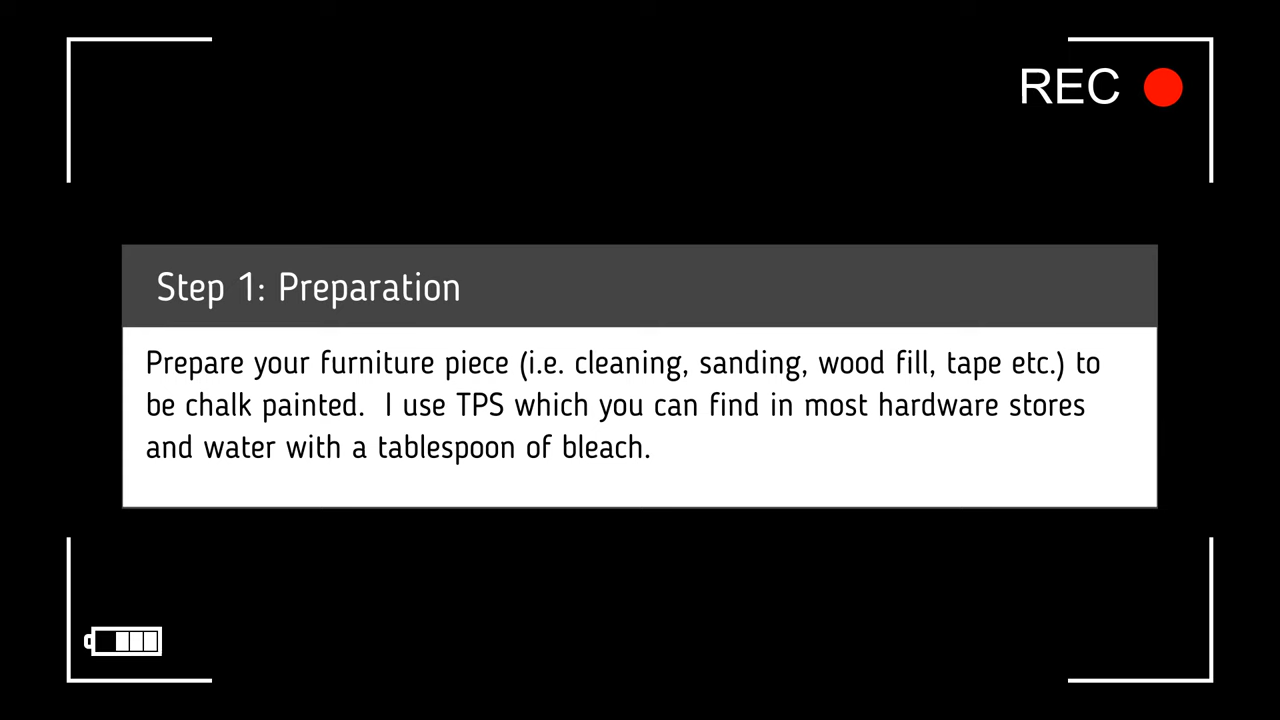 REC
Step 1: Preparation
Prepare your furniture piece (i.e. cleaning, sanding, wood fill, tape etc.) to
be chalk painted.  I use TPS which you can find in most hardware stores
and water with a tablespoon of bleach.